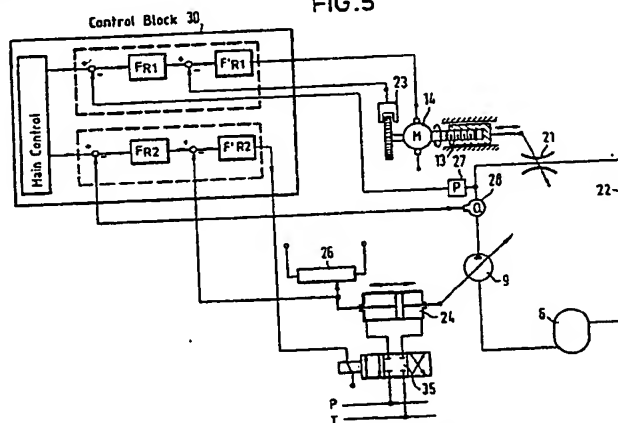 FIG.5
Control Block 30
Main Control
+
-
FR1
+
-
F'R1
+
-
FR2
+
-
F'R2
23
14
M
13'
21
27
P
28
Q
22
26
9
24
6
35
P
T